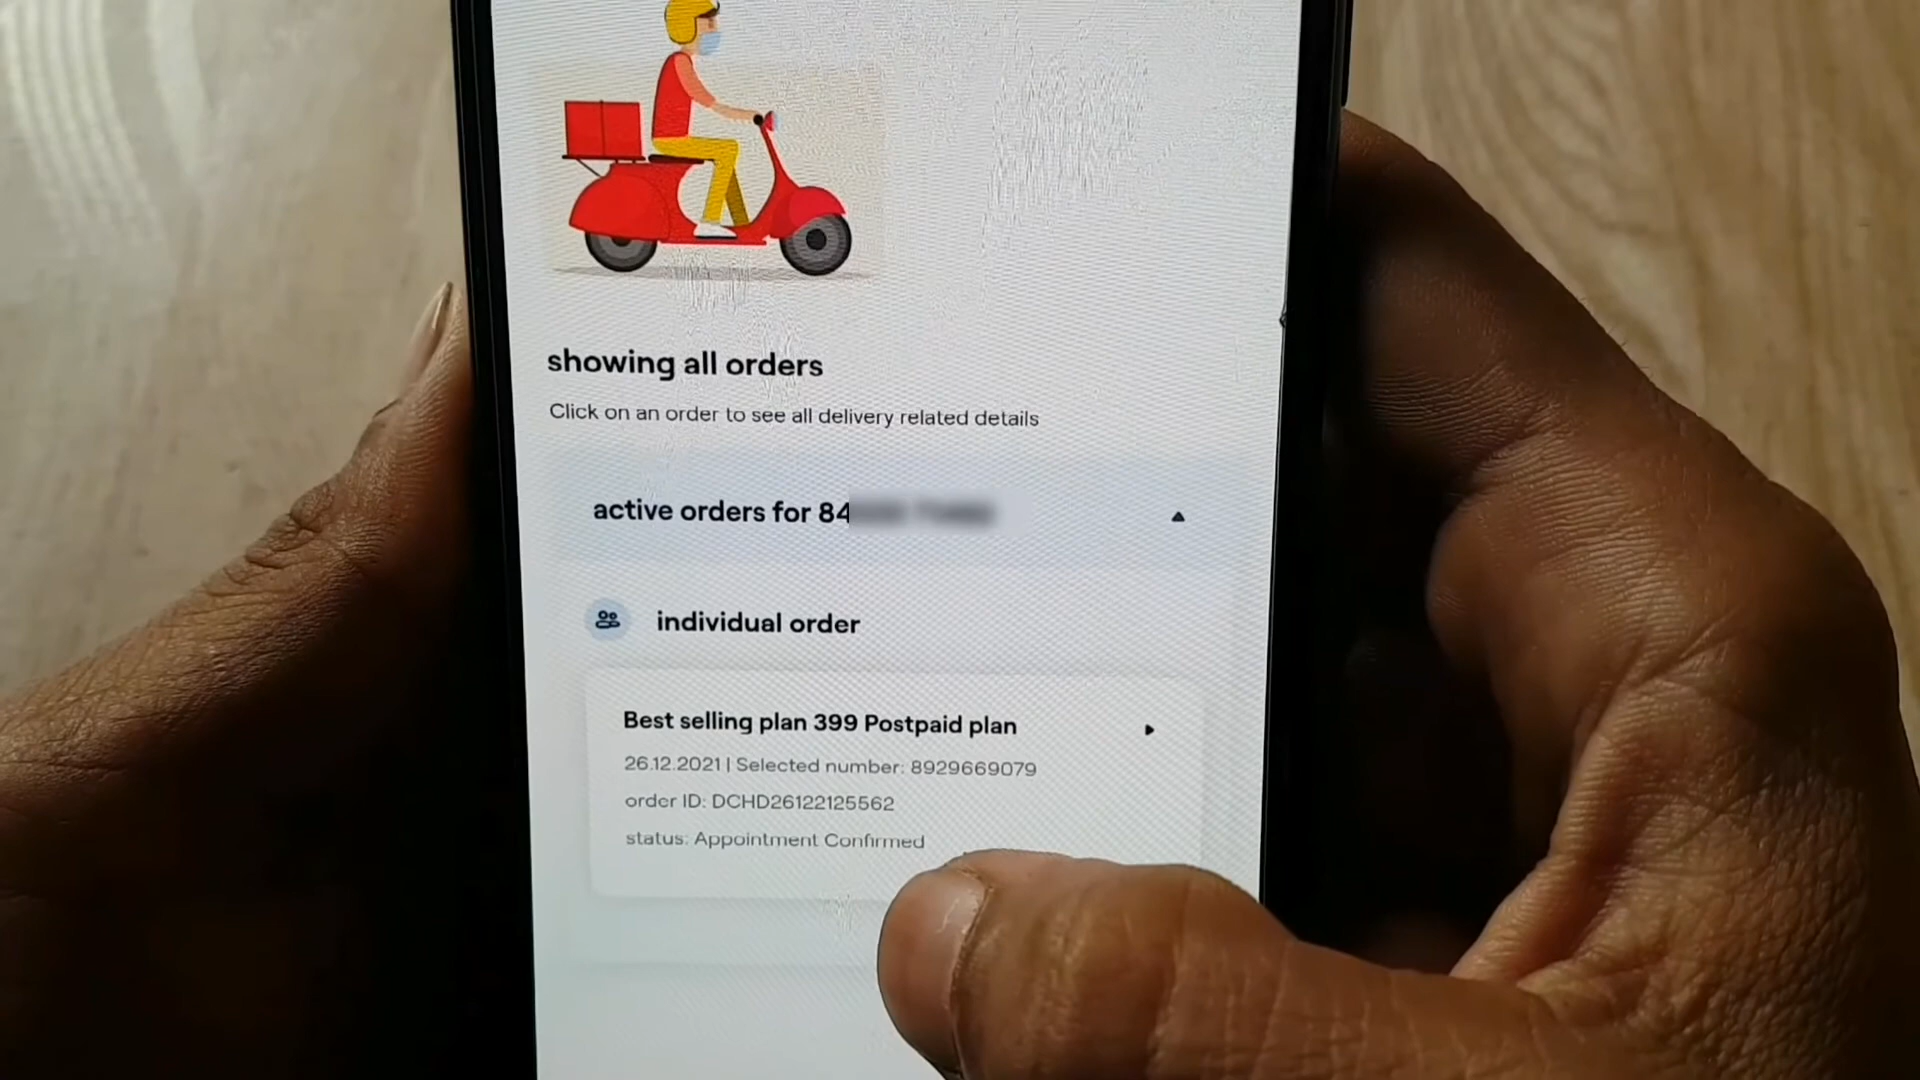 showing all orders
Click on an order to see all delivery related details
active orders for 84
individual order
Best selling plan 399 Postpaid plan
26.12.2021 | Selected number: 8929669079
order ID: DCHD26122125562
status: Appointment Confirmed